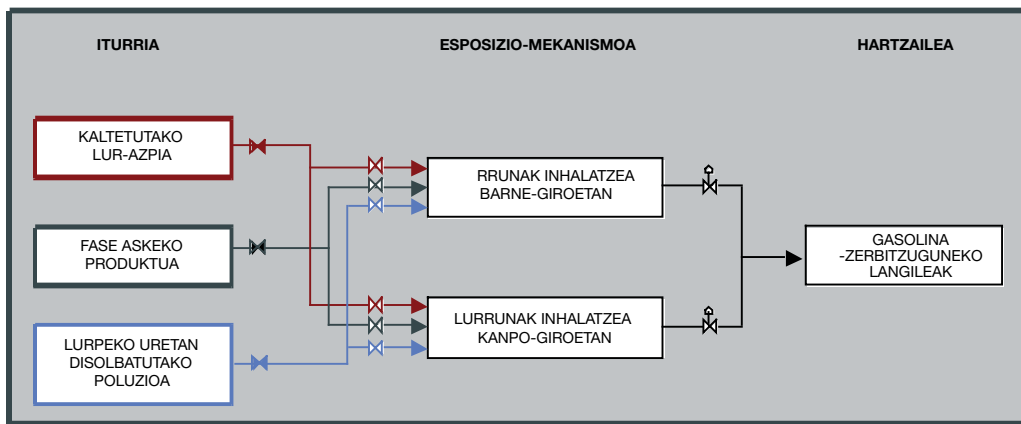 ITURRIA
ESPOSIZIO-MEKANISMOA
HARTZAILEA
KALTETUTAKO
LUR-AZPIA
FASE ASKEKO
PRODUKTUA
LURPEKO URETAN
DISOLBATUTAKO
POLUZIOA
RRUNAK INHALATZEA
BARNE-GIROETAN
LURRUNAK INHALATZEA
KANPO-GIROETAN
GASOLINA
-ZERBITZUGUNEKO
LANGILEAK